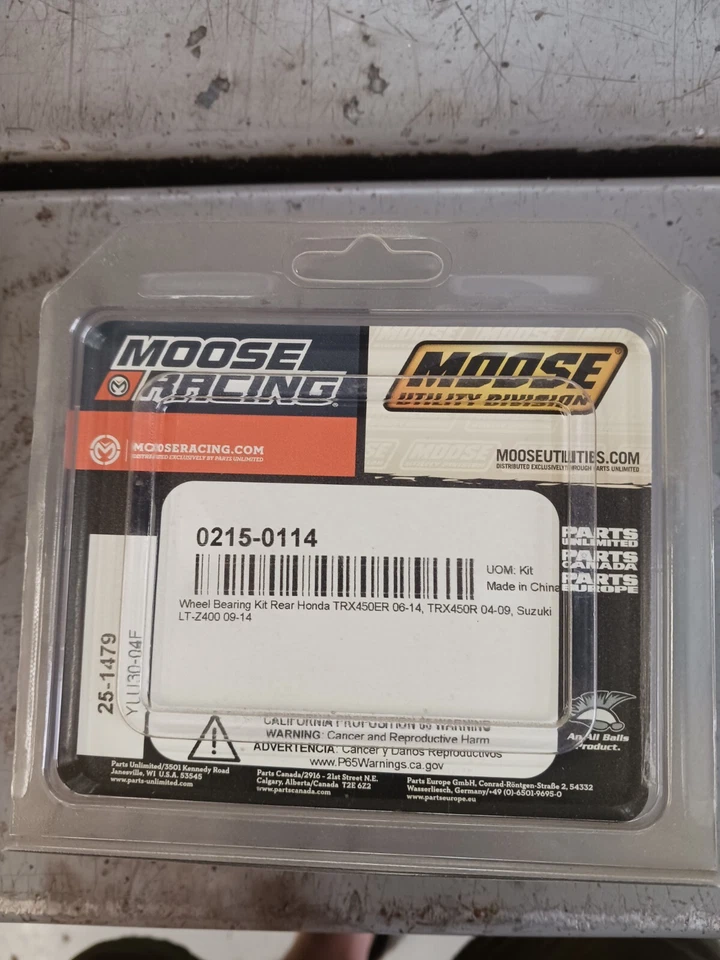 MOOSE
RACING
MOOSERACING.COM
DISTRIBUTED EXCLUSIVELY BY PARTS UNLIMITED
MOOSE®
UTILITY DIVISION
MOOSEUTILITIES.COM
DISTRIBUTED EXCLUSIVELY THROUGH PARTS UNLIMITED
0215-0114
UOM: Kit
Made in China
Wheel Bearing Kit Rear Honda TRX450ER 06-14, TRX450R 04-09, Suzuki
LT-Z400 09-14
PARTS
UNLIMITED
PARTS
CANADA
PARTS
EUROPE
25-1479
An All Balls
Product.
CALIFORNIA PROPOSITION 65 WARNING
WARNING: Cancer and Reproductive Harm
ADVERTENCIA: Cancer y Daños Reproductivos
www.P65Warnings.ca.gov
Parts Unlimited/3501 Kennedy Road
Janesville, WI U.S.A. 53545
www.parts-unlimited.com
Parts Canada/2916 - 21st Street N.E.
Calgary, Alberta/Canada T2E 6Z2
www.partscanada.com
Parts Europe GmbH, Conrad-Röntgen-Straße 2, 54332
Wasserliesch, Germany/+49 (0)-6501-9695-0
www.partseurope.eu